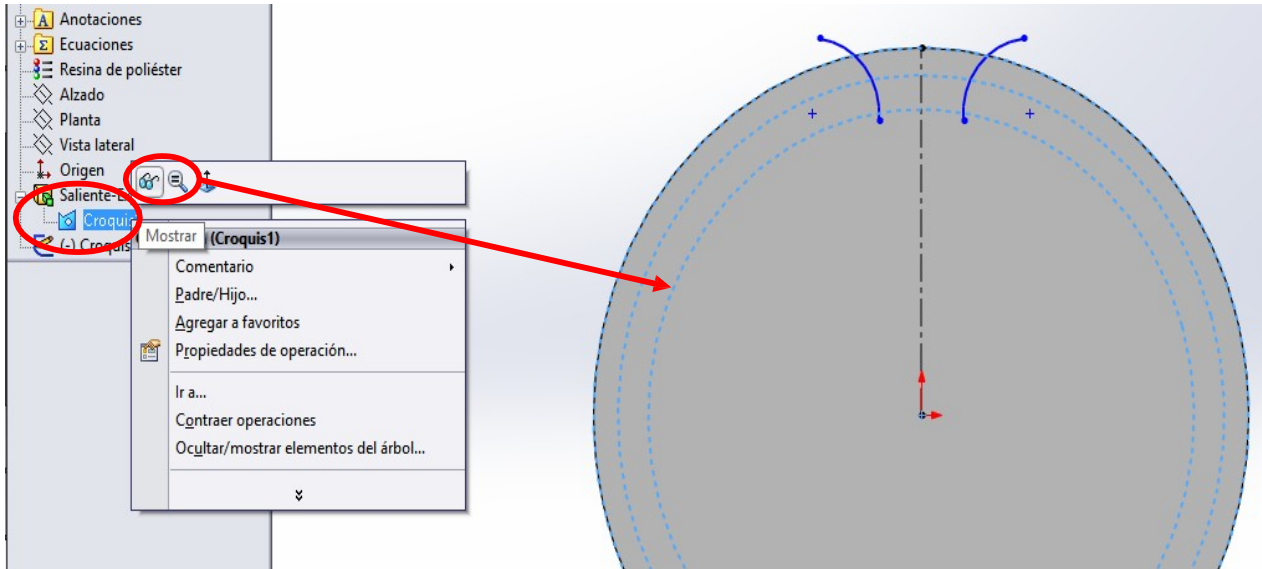 Anotaciones
Ecuaciones
Resina de poliéster
Alzado
Planta
Vista lateral
Origen
Saliente-E
Croquis
Mostrar (Croquis1)
(-) Croquis
Comentario
Padre/Hijo...
Agregar a favoritos
Propiedades de operación...
Ir a...
Contraer operaciones
Ocultar/mostrar elementos del árbol...